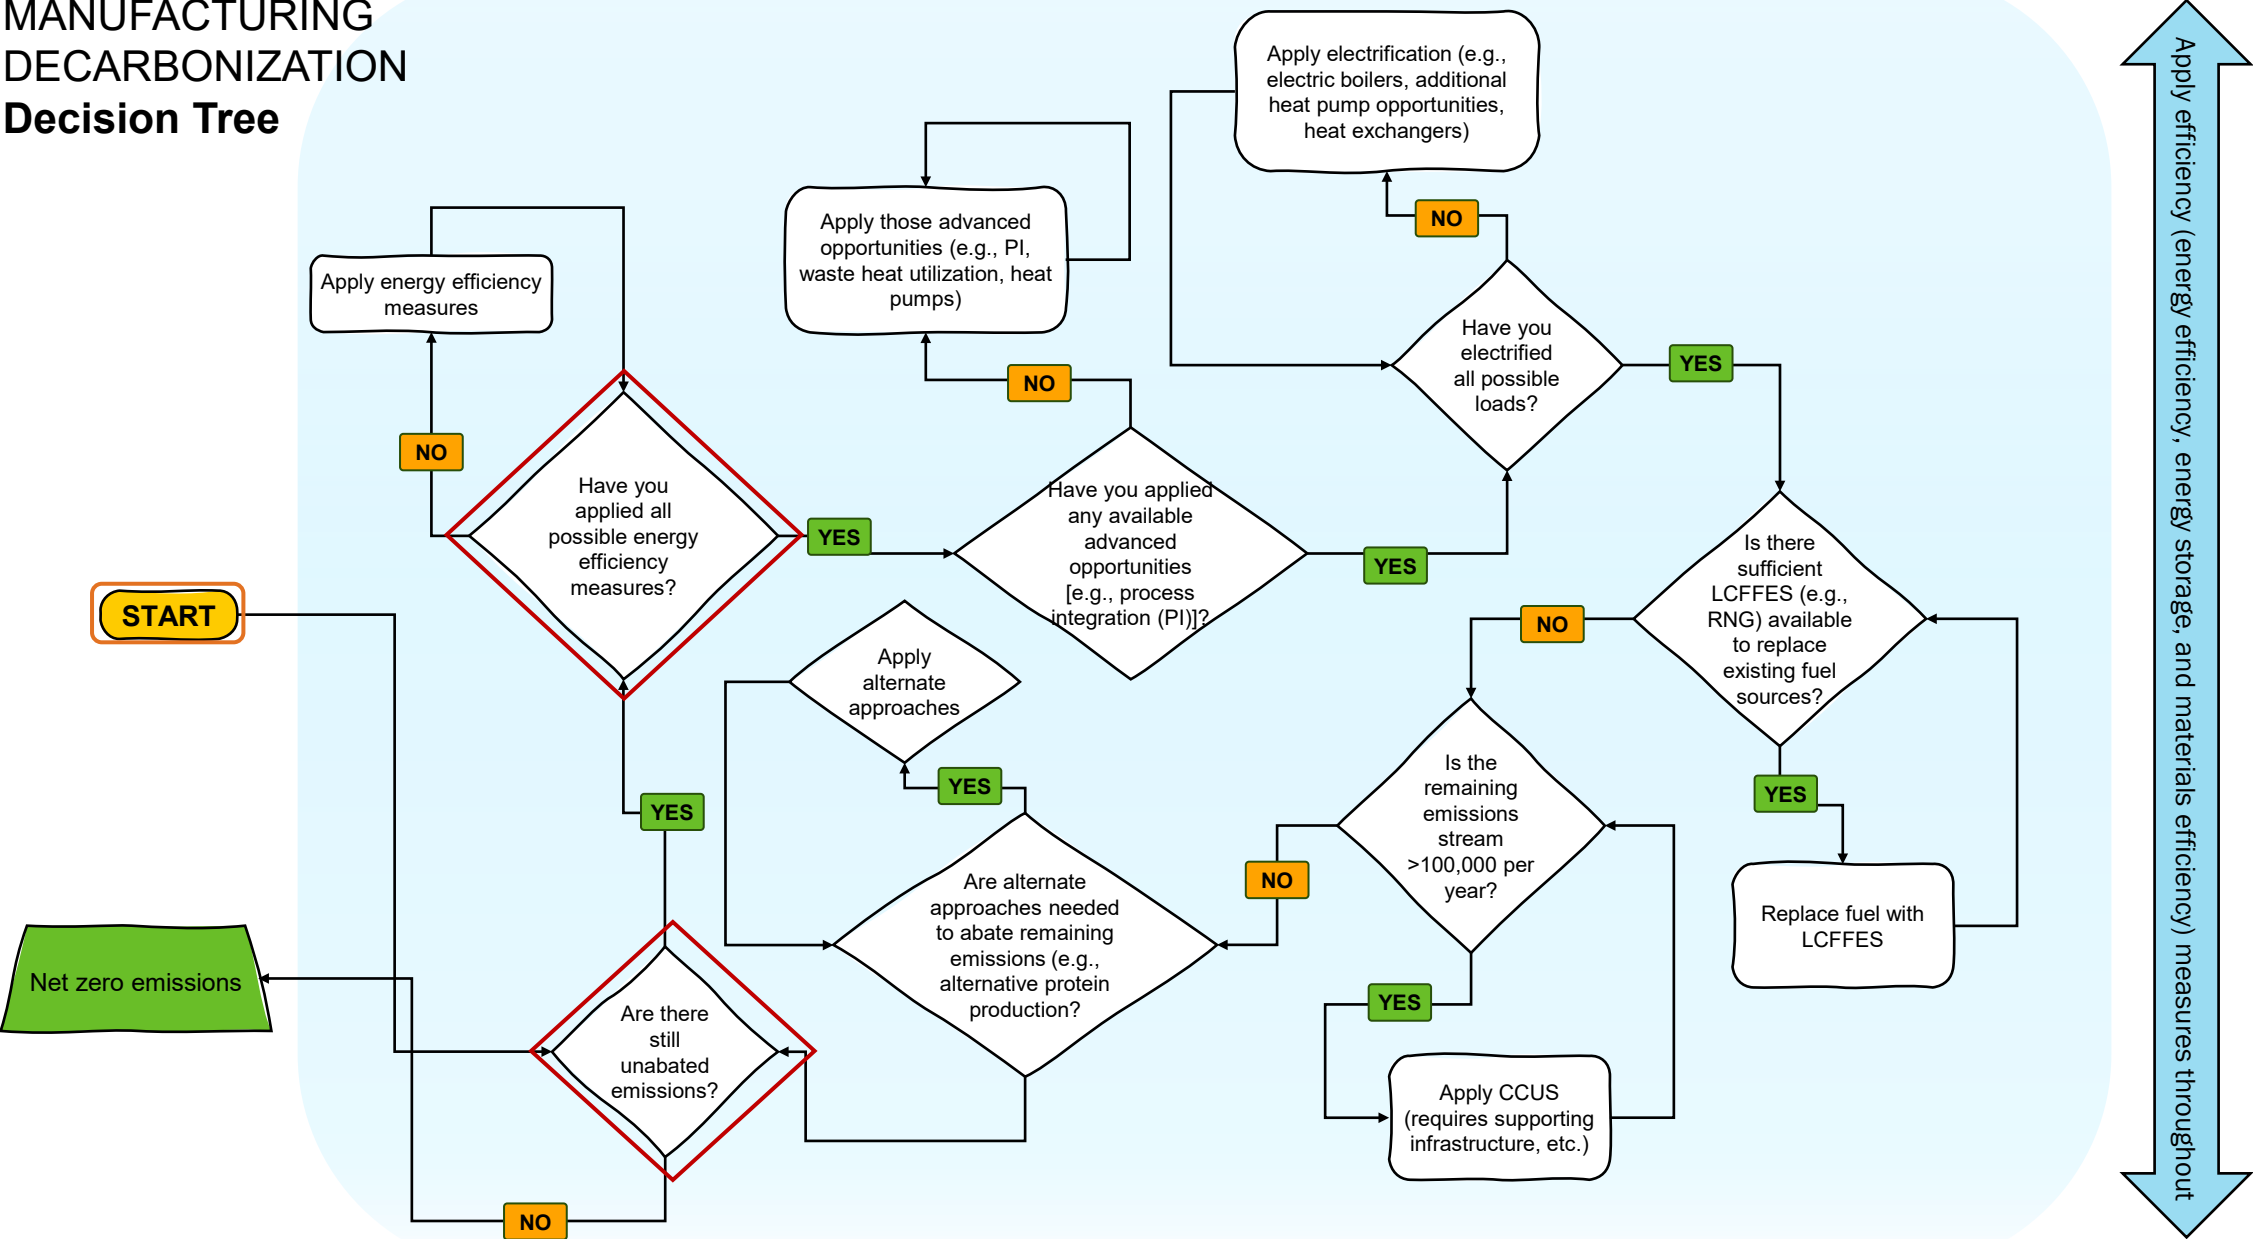 MANUFACTURING
DECARBONIZATION
Decision Tree
Apply electrification (e.g.,
electric boilers, additional
heat pump opportunities,
heat exchangers)
NO
Apply those advanced
opportunities (e.g., PI,
waste heat utilization, heat
pumps)
NO
Apply energy efficiency
measures
NO
Have you
electrified
all possible
loads?
YES
Have you
applied all
possible energy
efficiency
measures?
YES
Have you applied
any available
advanced
opportunities
[e.g., process
integration (PI)]?
YES
Is there
sufficient
LCFFES (e.g.,
RNG) available
to replace
existing fuel
sources?
NO
YES
START
Apply
alternate
approaches
YES
YES
Is the
remaining
emissions
stream
>100,000 per
year?
NO
YES
Replace fuel with
LCFFES
Are alternate
approaches needed
to abate remaining
emissions (e.g.,
alternative protein
production?
Net zero emissions
Are there
still
unabated
emissions?
NO
Apply CCUS
(requires supporting
infrastructure, etc.)
Apply efficiency (energy efficiency, energy storage, and materials efficiency) measures throughout